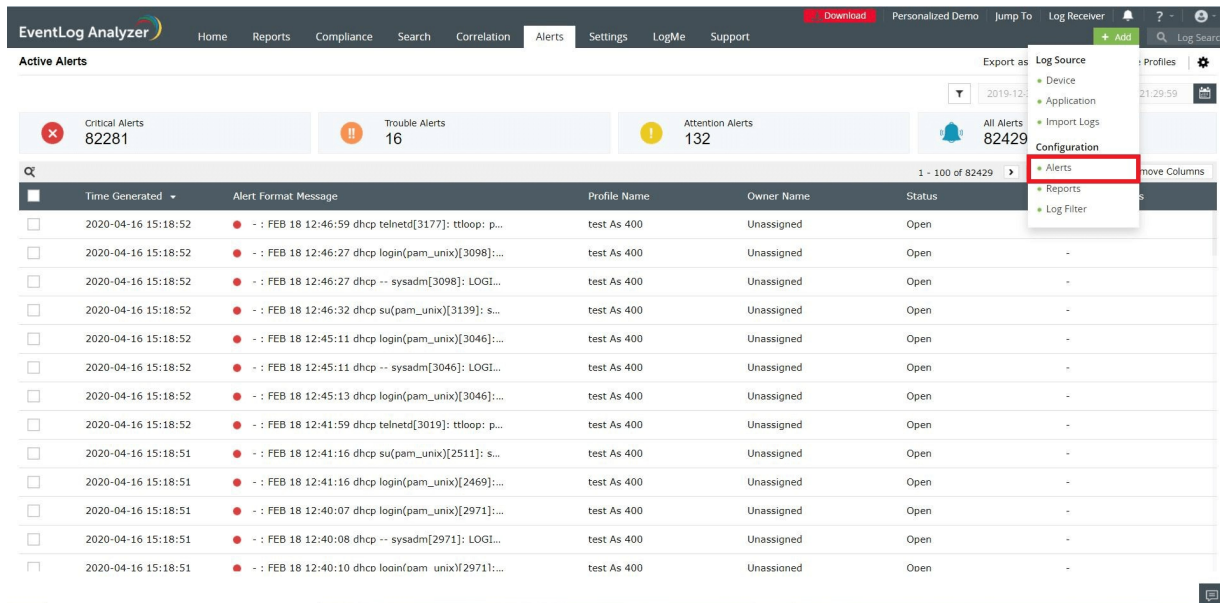 Download Personalized Demo Jump To Log Receiver ?
EventLog Analyzer Home Reports Compliance Search Correlation Alerts Settings LogMe Support + Add Log Searc
Active Alerts Export as Profiles
Log Source
Device
Application
Import Logs
Configuration
Alerts
Reports
Log Filter
2019-12- 21:29:59
Critical Alerts
82281
Trouble Alerts
16
Attention Alerts
132
All Alerts
82429
1 - 100 of 82429 move Columns
Time Generated Alert Format Message Profile Name Owner Name Status s
2020-04-16 15:18:52 - : FEB 18 12:46:59 dhcp telnetd[3177]: ttloop: p... test As 400 Unassigned Open
2020-04-16 15:18:52 - : FEB 18 12:46:27 dhcp login(pam_unix)[3098]:... test As 400 Unassigned Open -
2020-04-16 15:18:52 - : FEB 18 12:46:27 dhcp -- sysadm[3098]: LOGI... test As 400 Unassigned Open -
2020-04-16 15:18:52 - : FEB 18 12:46:32 dhcp su(pam_unix)[3139]: s... test As 400 Unassigned Open -
2020-04-16 15:18:52 - : FEB 18 12:45:11 dhcp login(pam_unix)[3046]:... test As 400 Unassigned Open -
2020-04-16 15:18:52 - : FEB 18 12:45:11 dhcp -- sysadm[3046]: LOGI... test As 400 Unassigned Open -
2020-04-16 15:18:52 - : FEB 18 12:45:13 dhcp login(pam_unix)[3046]:... test As 400 Unassigned Open -
2020-04-16 15:18:52 - : FEB 18 12:41:59 dhcp telnetd[3019]: ttloop: p... test As 400 Unassigned Open -
2020-04-16 15:18:51 - : FEB 18 12:41:16 dhcp su(pam_unix)[2511]: s... test As 400 Unassigned Open -
2020-04-16 15:18:51 - : FEB 18 12:41:16 dhcp login(pam_unix)[2469]:... test As 400 Unassigned Open -
2020-04-16 15:18:51 - : FEB 18 12:40:07 dhcp login(pam_unix)[2971]:... test As 400 Unassigned Open -
2020-04-16 15:18:51 - : FEB 18 12:40:08 dhcp -- sysadm[2971]: LOGI... test As 400 Unassigned Open -
2020-04-16 15:18:51 - : FEB 18 12:40:10 dhcp login(pam_unix)[2971]:... test As 400 Unassigned Open -